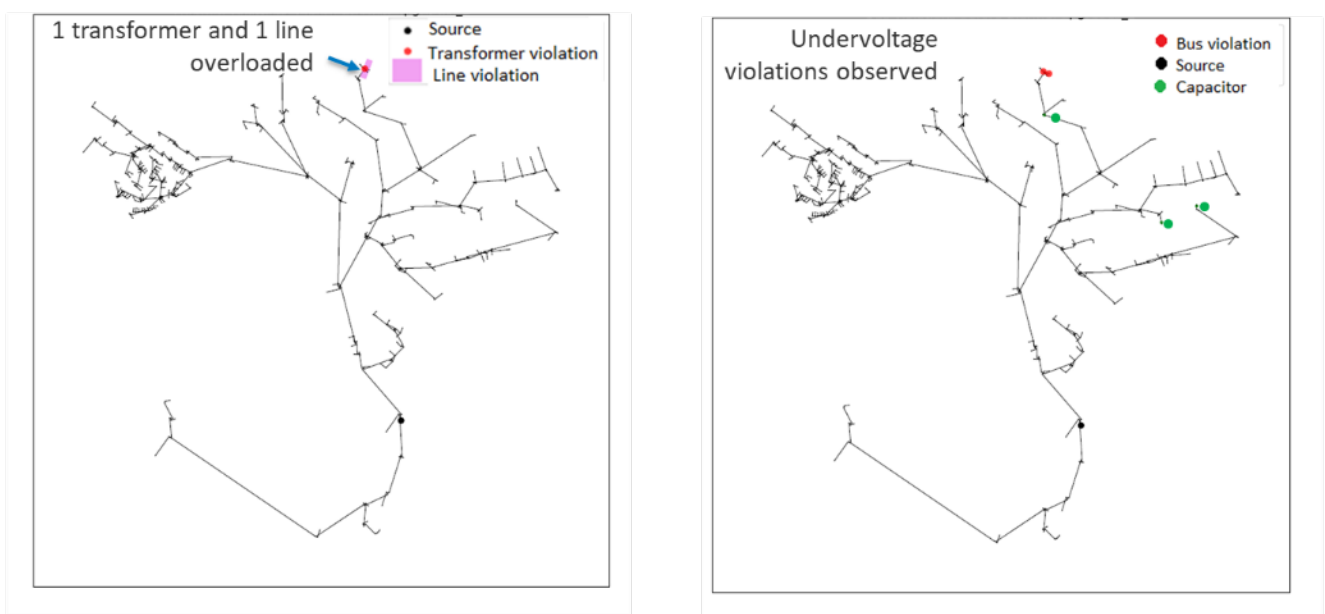 1 transformer and 1 line
overloaded
Source
Transformer violation
Line violation
Undervoltage
violations observed
Bus violation
Source
Capacitor